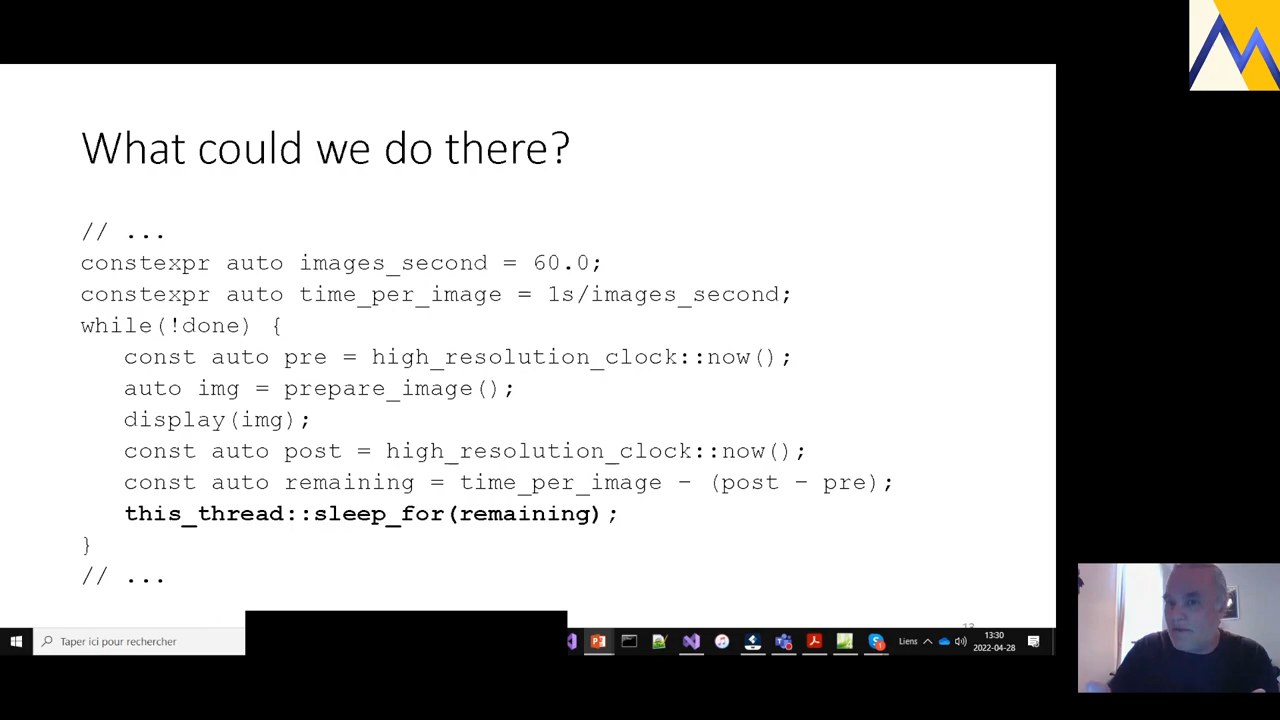 What could we do there?
// ...
constexpr auto images_second = 60.0;
constexpr auto time_per_image = 1s/images_second;
while(!done) {
const auto pre = high_resolution_clock::now();
auto img = prepare_image();
display(img);
const auto post = high_resolution_clock::now();
const auto remaining = time_per_image - (post - pre);
this_thread::sleep_for(remaining);
}
// ...
Taper ici pour rechercher
Liens
13:30
2022-04-28